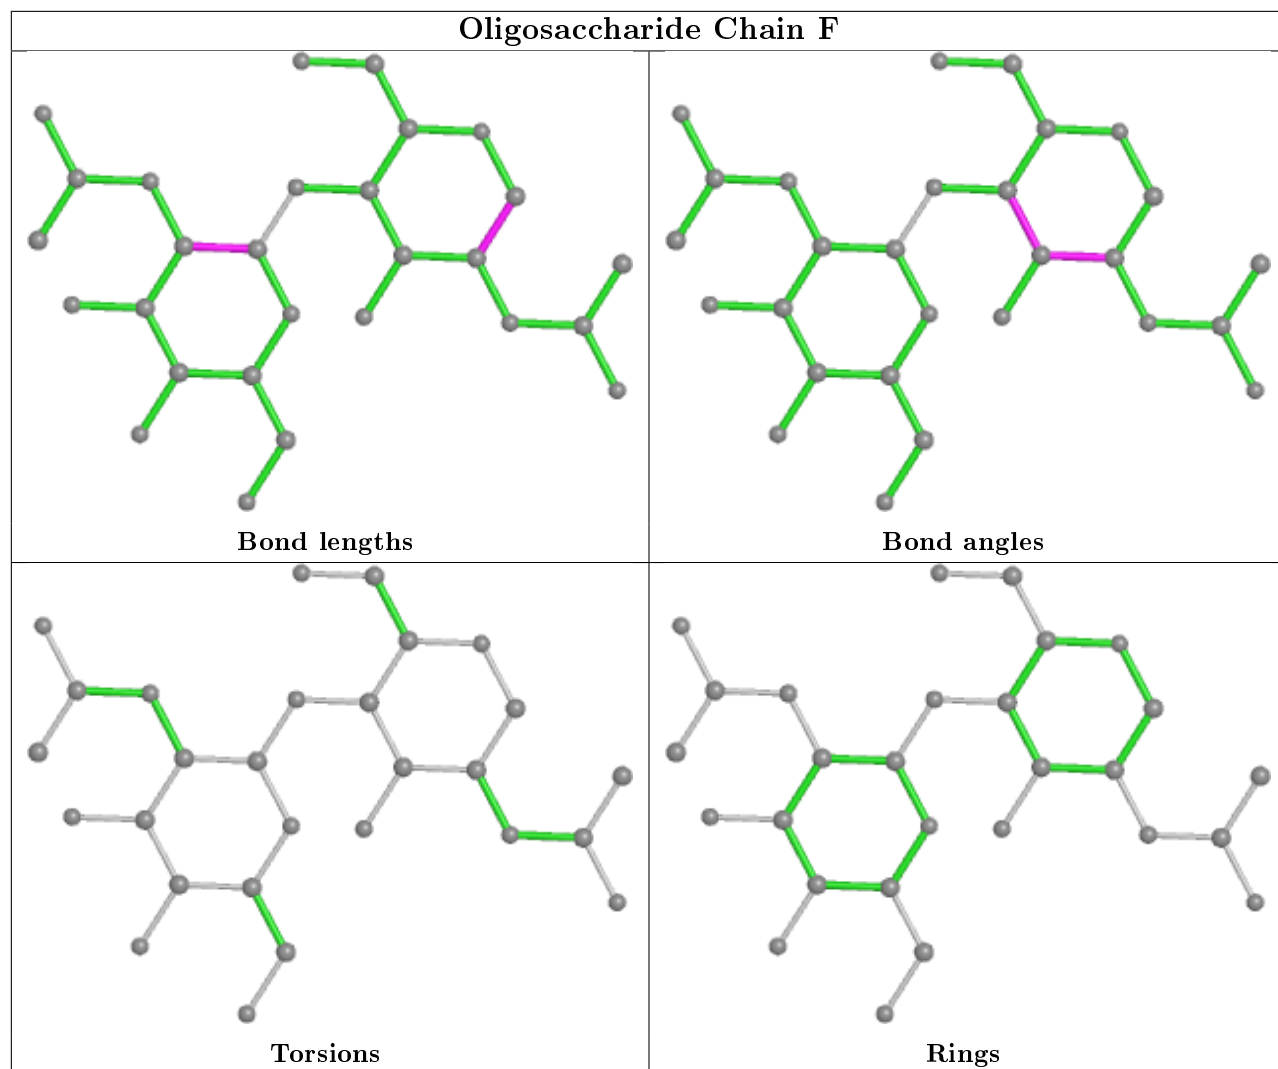 Oligosaccharide Chain F
Bond lengths
Bond angles
Torsions
Rings